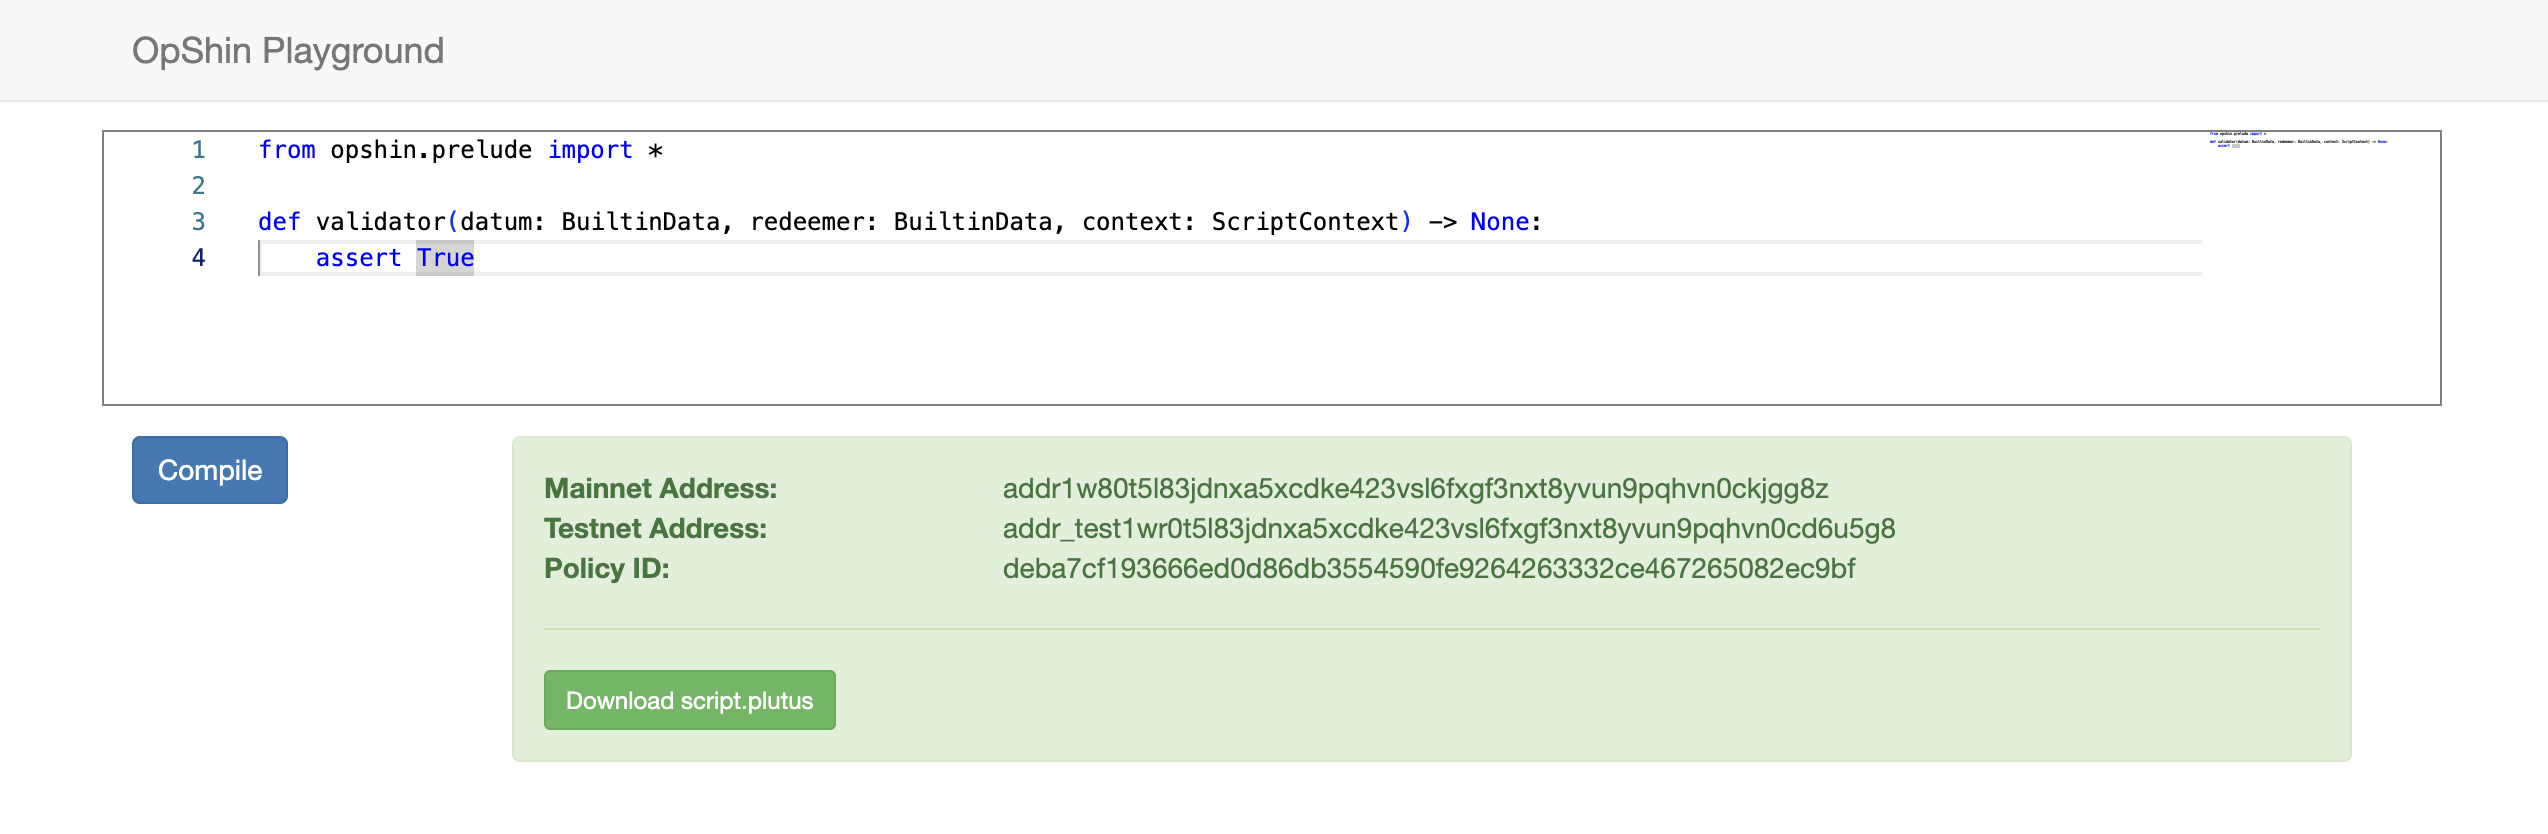 OpShin Playground
1 from opshin.prelude import *
2
3 def validator(datum: BuiltinData, redeemer: BuiltinData, context: ScriptContext) -> None:
4     assert True
Compile
Mainnet Address: addr1w80t5l83jdnxa5xcdke423vsl6fxgf3nxt8yvun9pqhvn0ckjgg8z
Testnet Address: addr_test1wr0t5l83jdnxa5xcdke423vsl6fxgf3nxt8yvun9pqhvn0cd6u5g8
Policy ID: deba7cf193666ed0d86db3554590fe9264263332ce467265082ec9bf
Download script.plutus